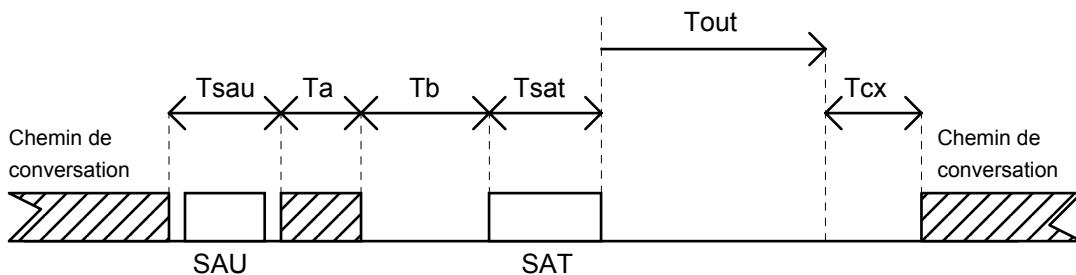 Tout
Tsau
Ta
Tb
Tsat
Tcx
Chemin de
conversation
Chemin de
conversation
SAU
SAT